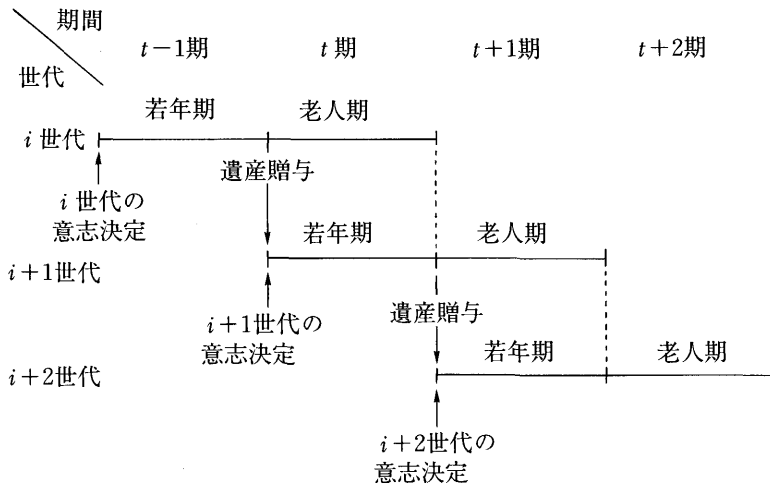 期間
世代
t−1期 t期 t+1期 t+2期
若年期 老人期
i世代
遺産贈与
i世代の
意志決定
若年期 老人期
i+1世代
i+1世代の
意志決定
遺産贈与
若年期 老人期
i+2世代
i+2世代の
意志決定